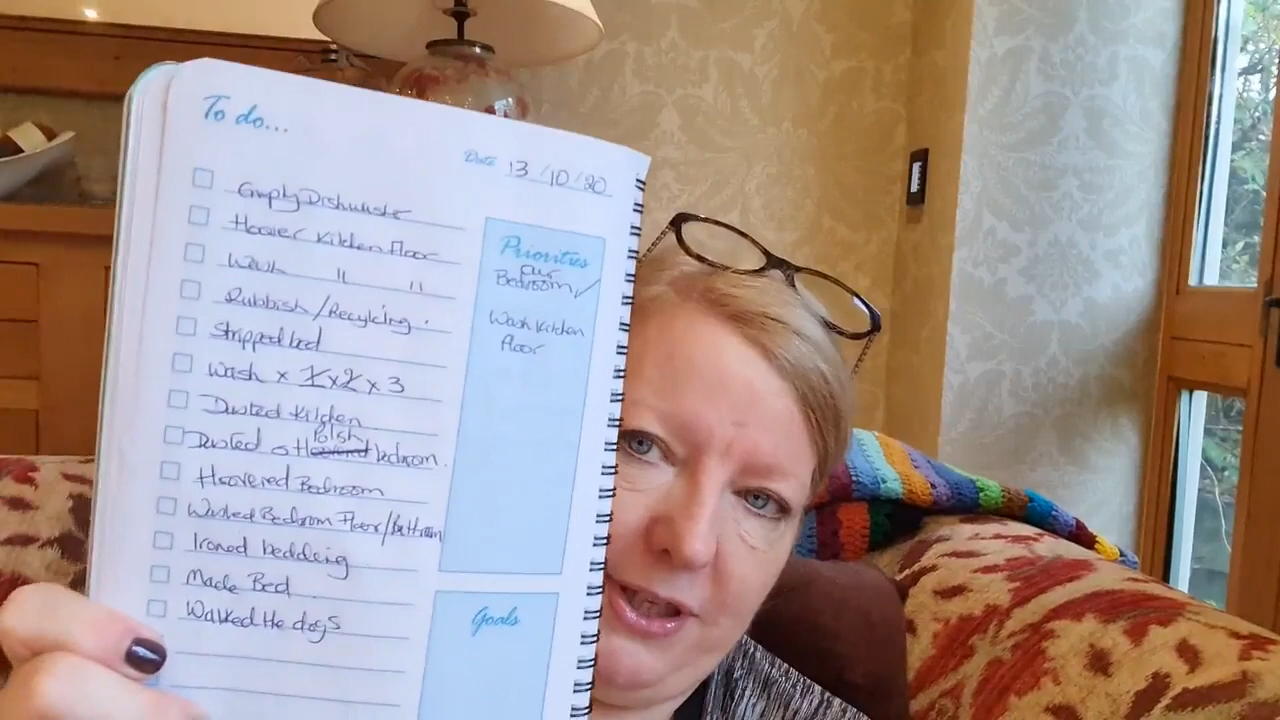 To do...
Date 13/10/20
Empty Dishwasher
Hoover Kitchen Floor
Wash " "
Rubbish/Recycling.
Stripped bed
Wash x 1 x 2 x 3
Dusted Kitchen
Polish
Dusted Hoovered bedroom.
Hoovered Bedroom
Washed Bedroom Floor/Bathroom
Ironed bedding
Made Bed
Walked the dogs
Priorities
Our
Bedroom ✓
Wash Kitchen
Floor
Goals